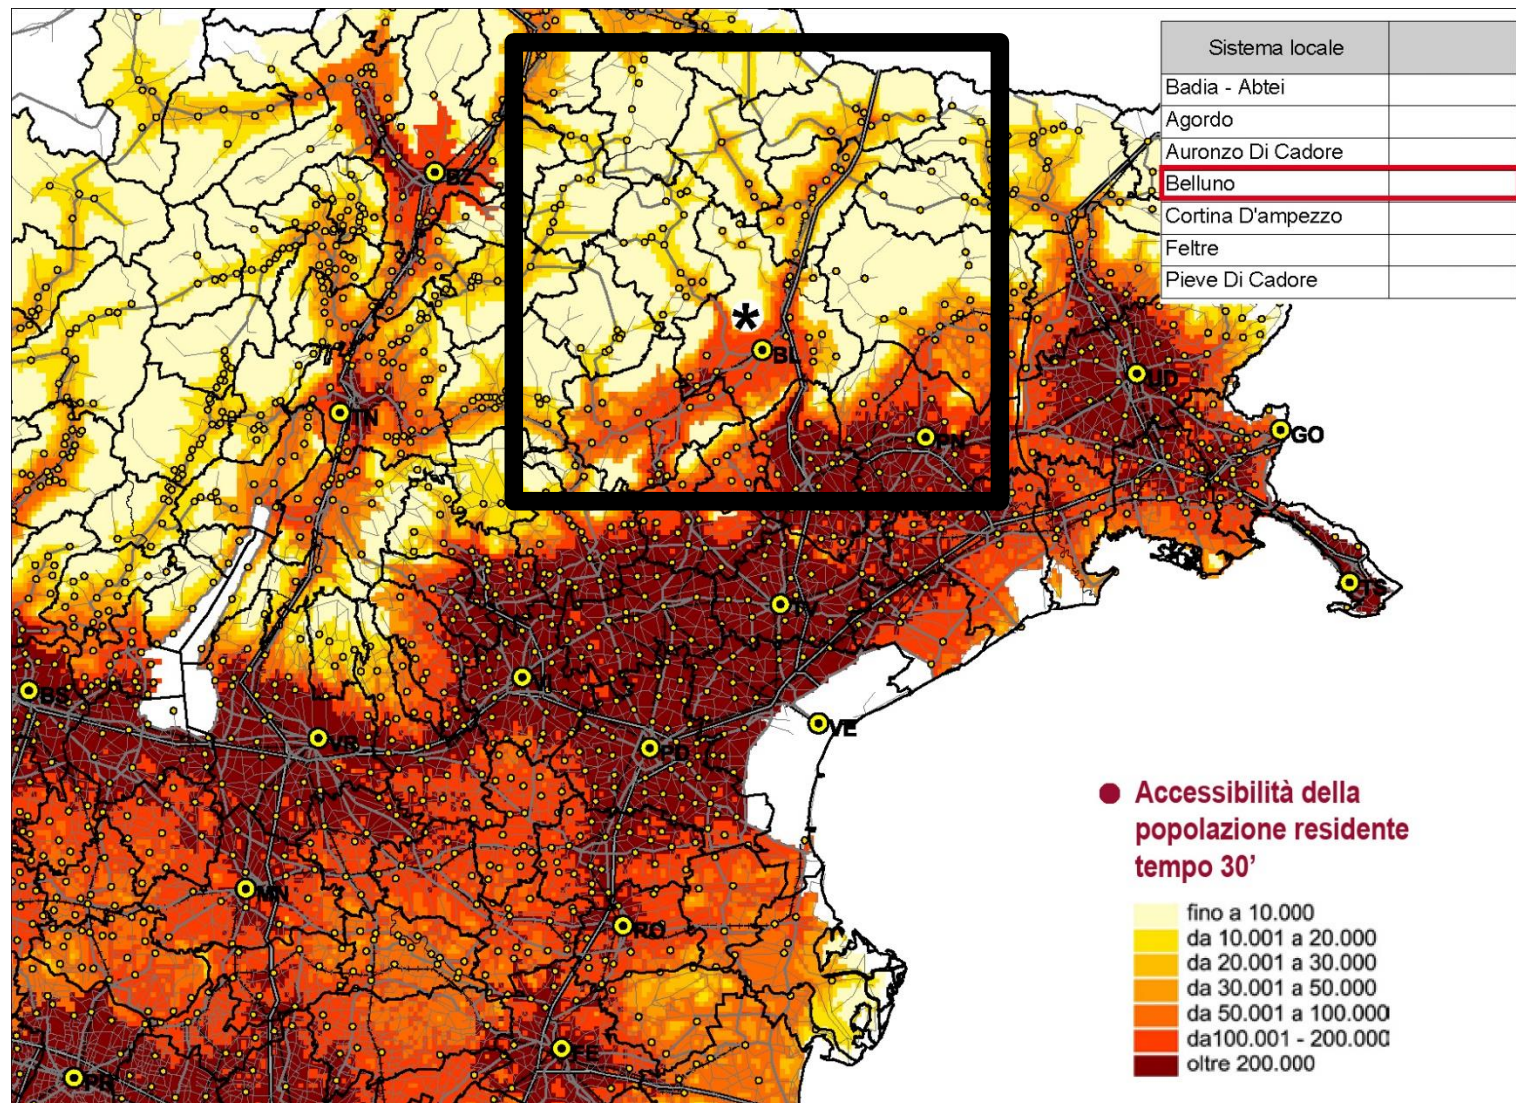 Sistema locale
Badia - Abtei
Agordo
Auronzo Di Cadore
Belluno
Cortina D'ampezzo
Feltre
Pieve Di Cadore
BZ
*
BL
TN
UD
PN
GO
TS
TV
BS
VI
VR
PD
VE
MN
RO
FE
PR
Accessibilità della
popolazione residente
tempo 30’
fino a 10.000
da 10.001 a 20.000
da 20.001 a 30.000
da 30.001 a 50.000
da 50.001 a 100.000
da100.001 - 200.000
oltre 200.000